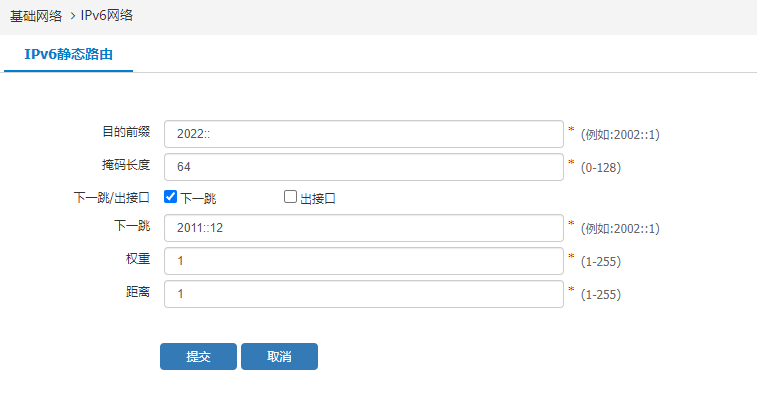 基础网络 > IPv6网络
IPv6静态路由
目的前缀 2022:: * (例如:2002::1)
掩码长度 64 * (0-128)
下一跳/出接口 下一跳 出接口
下一跳 2011::12 * (例如:2002::1)
权重 1 * (1-255)
距离 1 * (1-255)
提交 取消